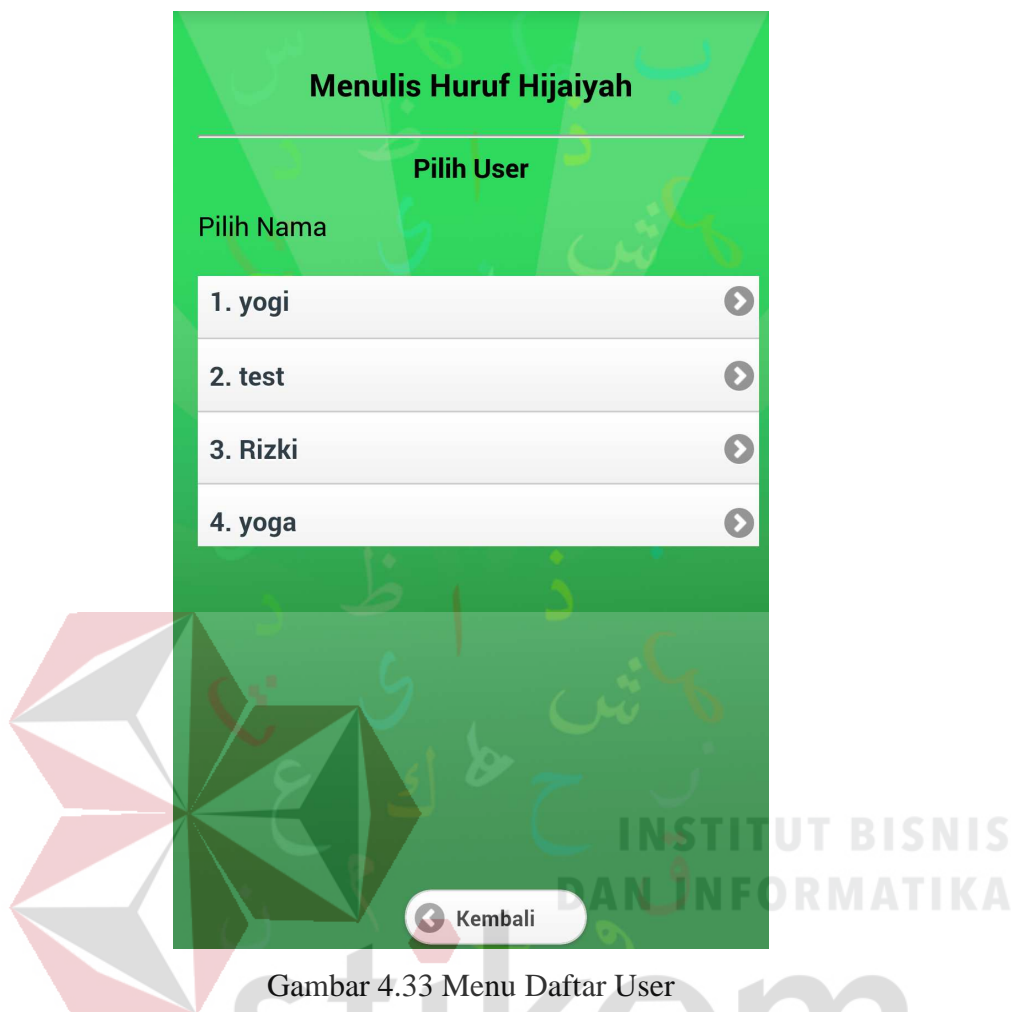 Menulis Huruf Hijaiyah
Pilih User
Pilih Nama
1. yogi
2. test
3. Rizki
4. yoga
INSTITUT BISNIS
DAN INFORMATIKA
Kembali
Gambar 4.33 Menu Daftar User
stikom